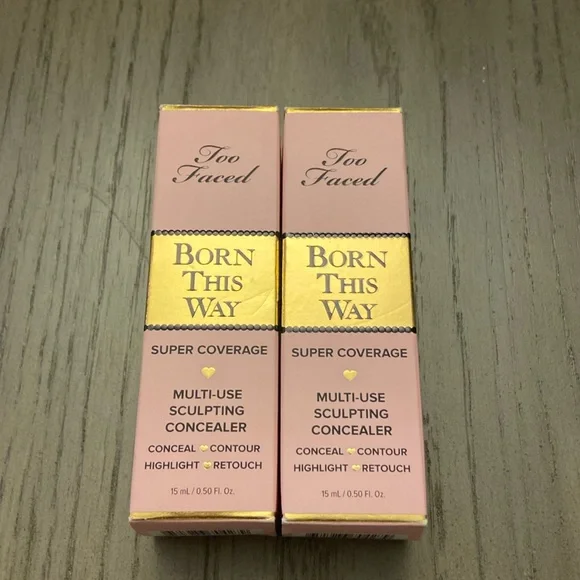 Too
Faced
BORN
THIS
WAY
SUPER COVERAGE
MULTI-USE
SCULPTING
CONCEALER
CONCEAL CONTOUR
HIGHLIGHT RETOUCH
15 mL / 0.50 Fl. Oz.
Too
Faced
BORN
THIS
WAY
SUPER COVERAGE
MULTI-USE
SCULPTING
CONCEALER
CONCEAL CONTOUR
HIGHLIGHT RETOUCH
15 mL / 0.50 Fl. Oz.